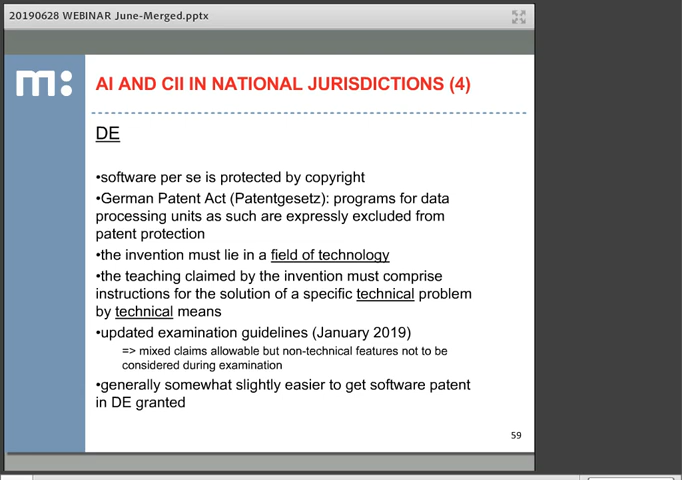 20190628 WEBINAR June-Merged.pptx
m:
AI AND CII IN NATIONAL JURISDICTIONS (4)
DE
•software per se is protected by copyright
•German Patent Act (Patentgesetz): programs for data
processing units as such are expressly excluded from
patent protection
•the invention must lie in a field of technology
•the teaching claimed by the invention must comprise
instructions for the solution of a specific technical problem
by technical means
•updated examination guidelines (January 2019)
=> mixed claims allowable but non-technical features not to be
considered during examination
•generally somewhat slightly easier to get software patent
in DE granted
59